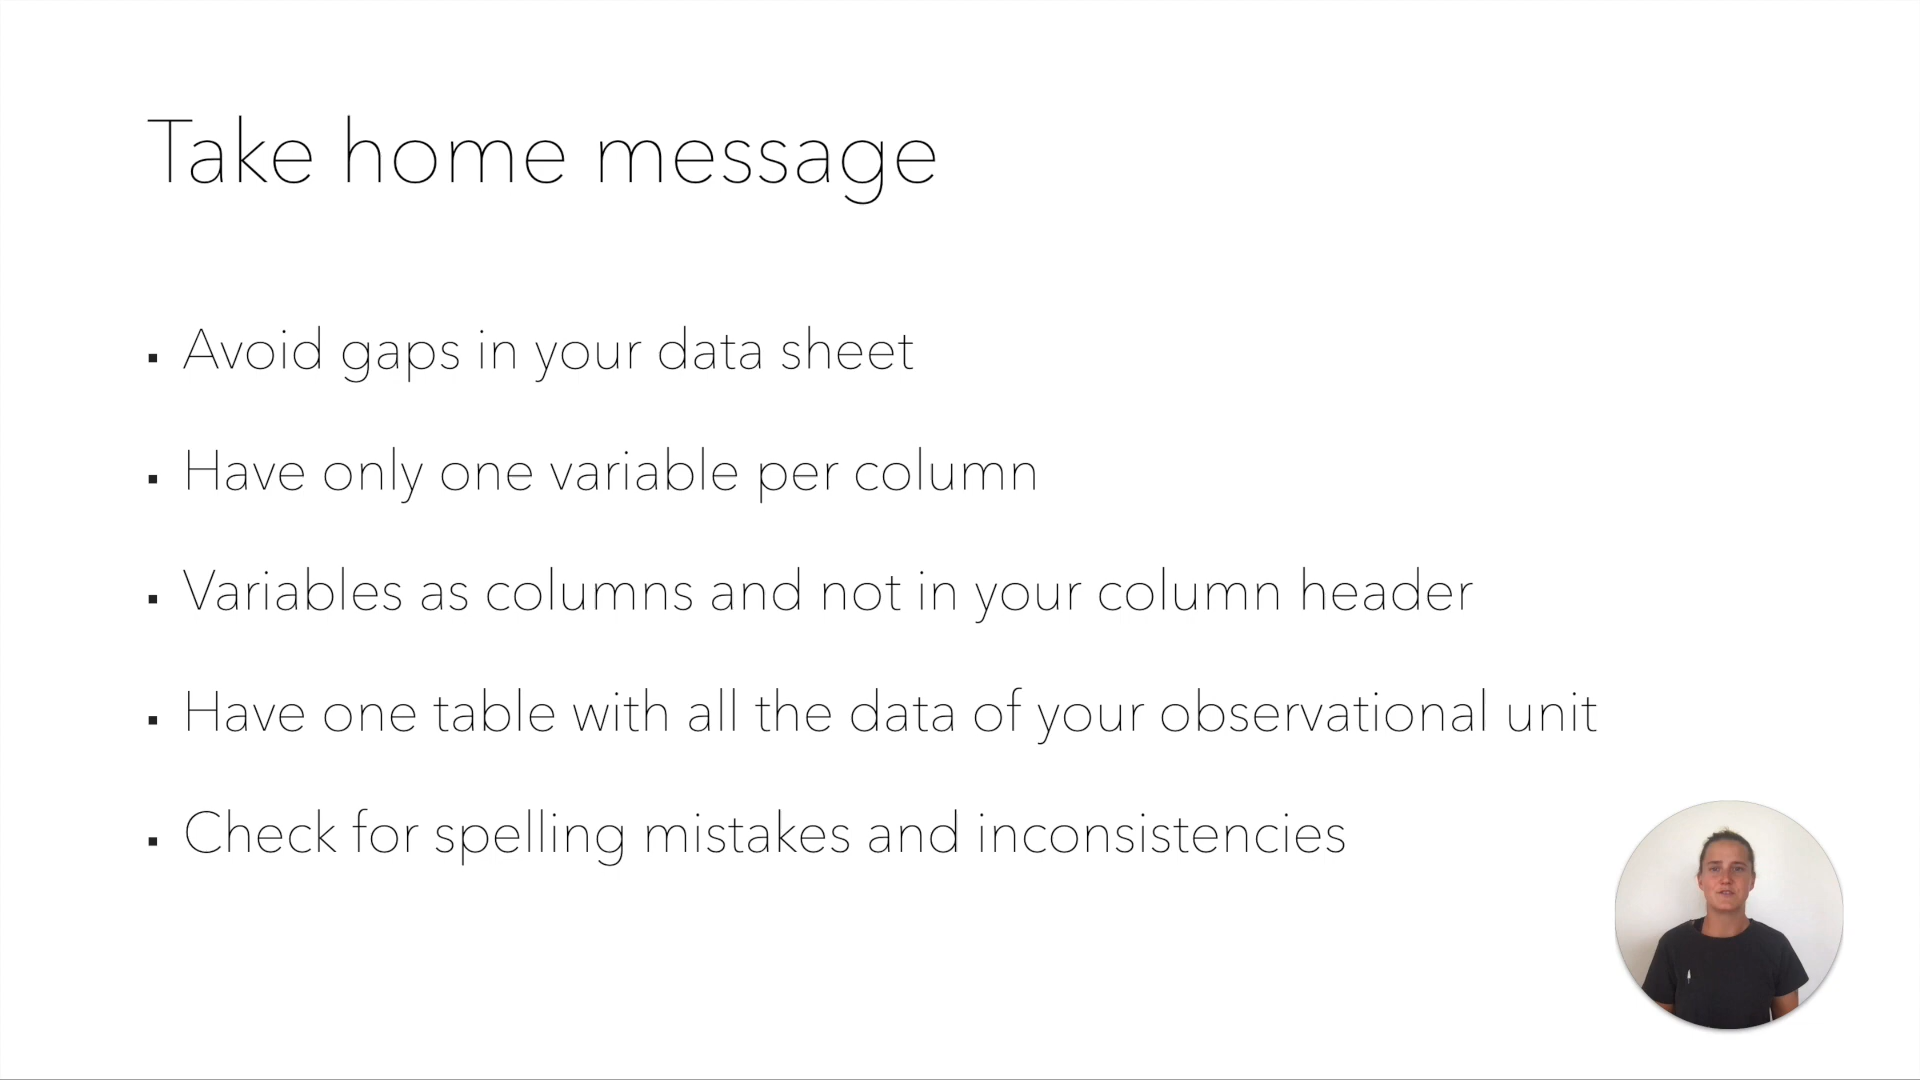 Take home message
▪ Avoid gaps in your data sheet
▪ Have only one variable per column
▪ Variables as columns and not in your column header
▪ Have one table with all the data of your observational unit
▪ Check for spelling mistakes and inconsistencies